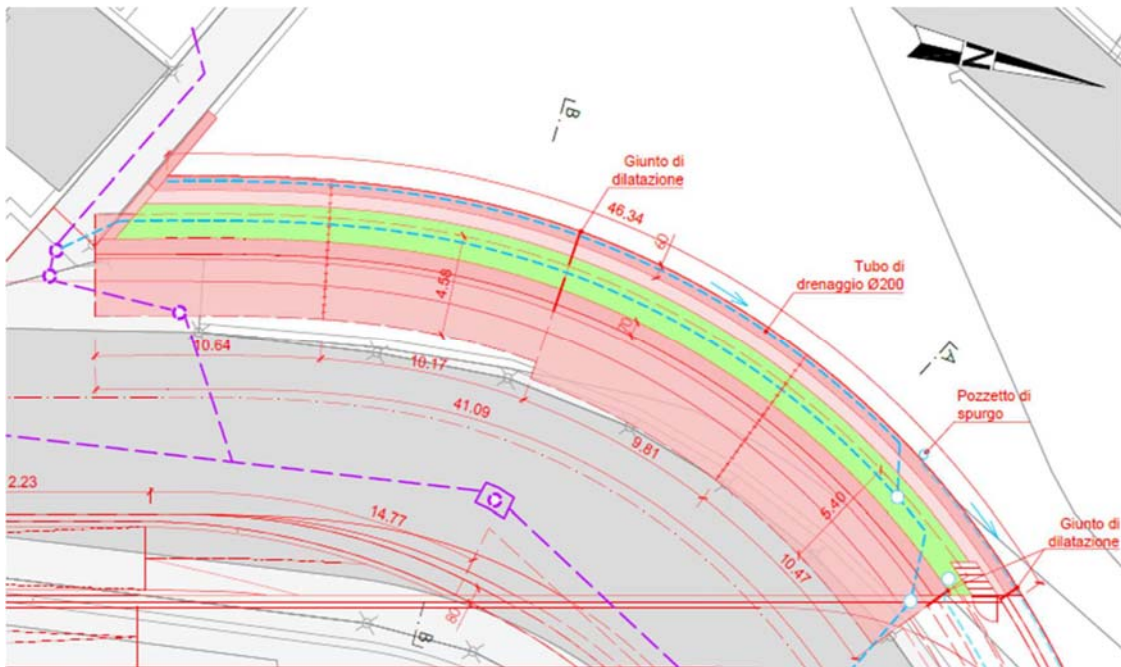 N
B
Giunto di
dilatazione
46.34
60
Tubo di
drenaggio Ø200
4.58
70
A
10.64
10.17
Pozzetto di
spurgo
41.09
9.81
2.23
5.40
14.77
Giunto di
dilatazione
10.47
80
B